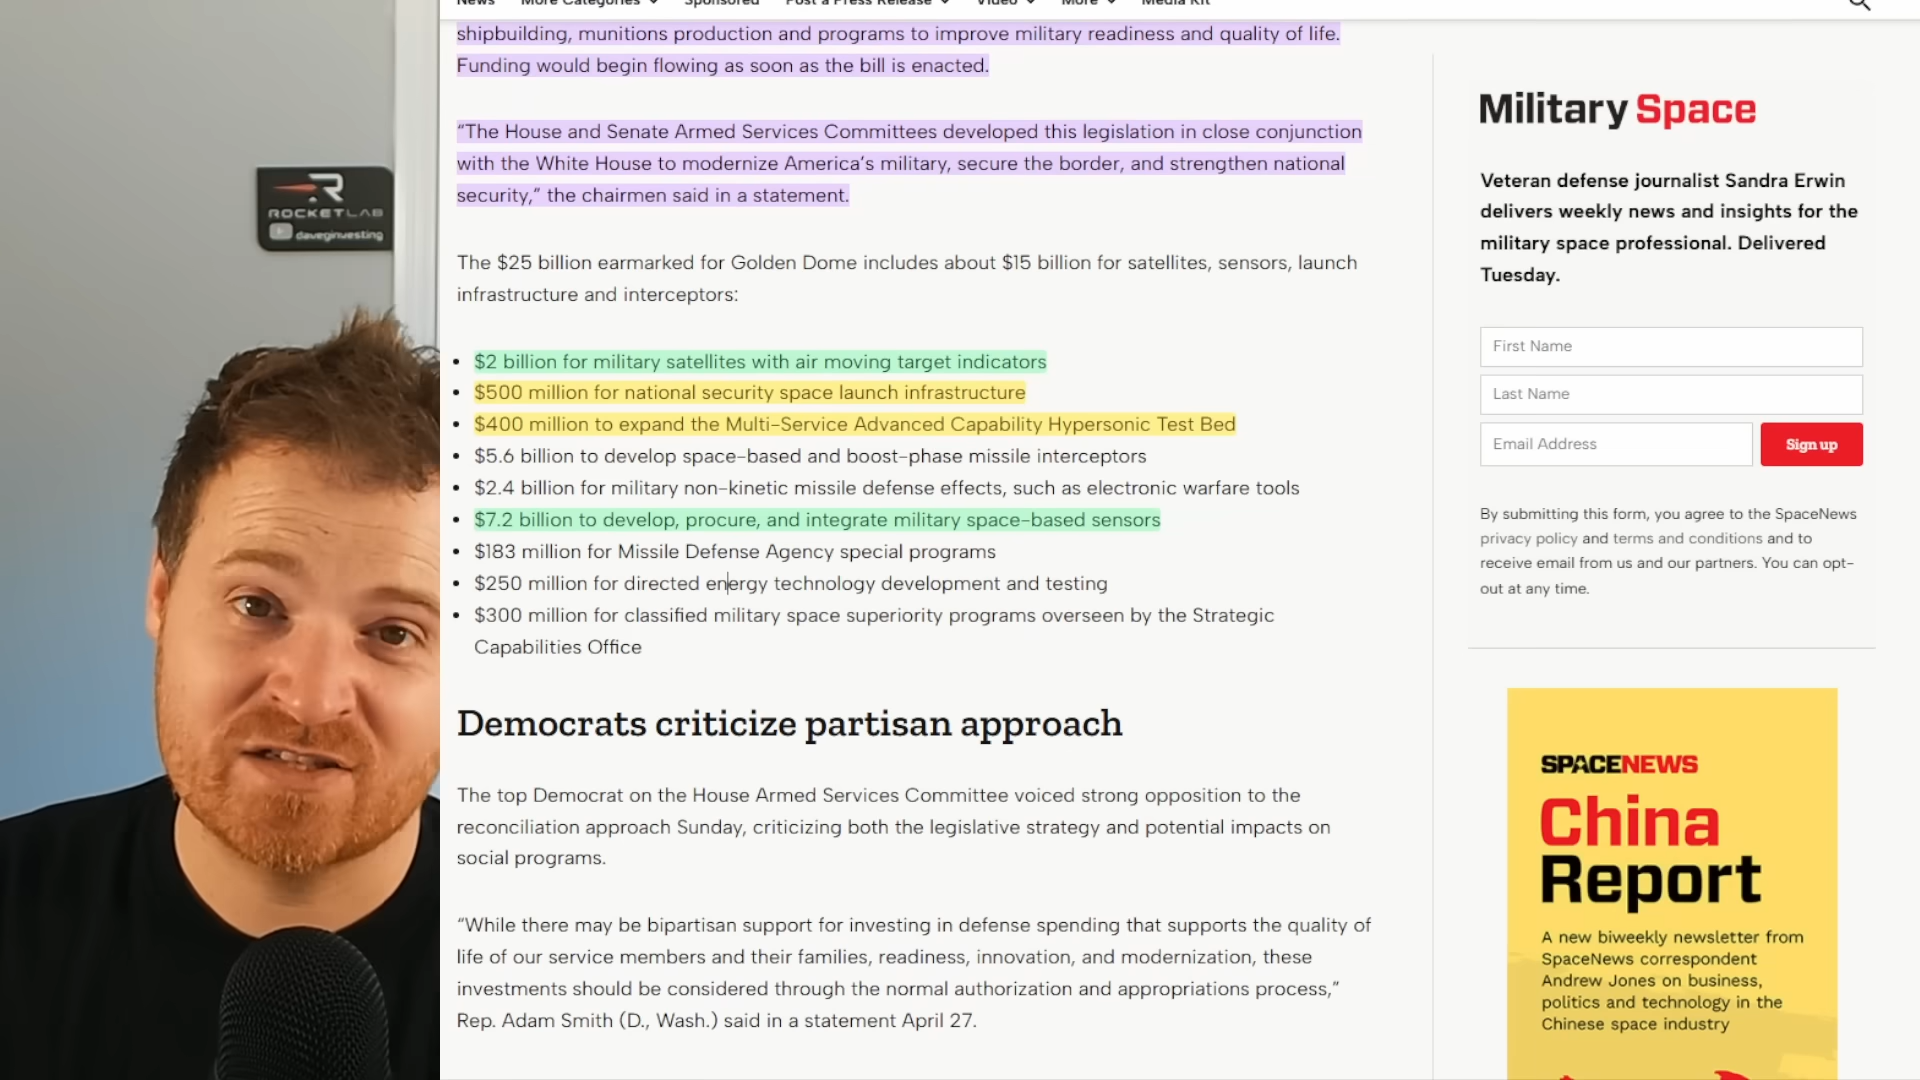 News More Categories Sponsored Post a Press Release Video More Media Kit
shipbuilding, munitions production and programs to improve military readiness and quality of life.
Funding would begin flowing as soon as the bill is enacted.
“The House and Senate Armed Services Committees developed this legislation in close conjunction
with the White House to modernize America’s military, secure the border, and strengthen national
security,” the chairmen said in a statement.
The $25 billion earmarked for Golden Dome includes about $15 billion for satellites, sensors, launch
infrastructure and interceptors:
• $2 billion for military satellites with air moving target indicators
• $500 million for national security space launch infrastructure
• $400 million to expand the Multi-Service Advanced Capability Hypersonic Test Bed
• $5.6 billion to develop space-based and boost-phase missile interceptors
• $2.4 billion for military non-kinetic missile defense effects, such as electronic warfare tools
• $7.2 billion to develop, procure, and integrate military space-based sensors
• $183 million for Missile Defense Agency special programs
• $250 million for directed energy technology development and testing
• $300 million for classified military space superiority programs overseen by the Strategic
Capabilities Office
Democrats criticize partisan approach
The top Democrat on the House Armed Services Committee voiced strong opposition to the
reconciliation approach Sunday, criticizing both the legislative strategy and potential impacts on
social programs.
“While there may be bipartisan support for investing in defense spending that supports the quality of
life of our service members and their families, readiness, innovation, and modernization, these
investments should be considered through the normal authorization and appropriations process,”
Rep. Adam Smith (D., Wash.) said in a statement April 27.
Military Space
Veteran defense journalist Sandra Erwin
delivers weekly news and insights for the
military space professional. Delivered
Tuesday.
First Name
Last Name
Email Address
Sign up
By submitting this form, you agree to the SpaceNews
privacy policy and terms and conditions and to
receive email from us and our partners. You can opt-
out at any time.
SPACENEWS
China
Report
A new biweekly newsletter from
SpaceNews correspondent
Andrew Jones on business,
politics and technology in the
Chinese space industry
R
ROCKETLAB
daveginvesting